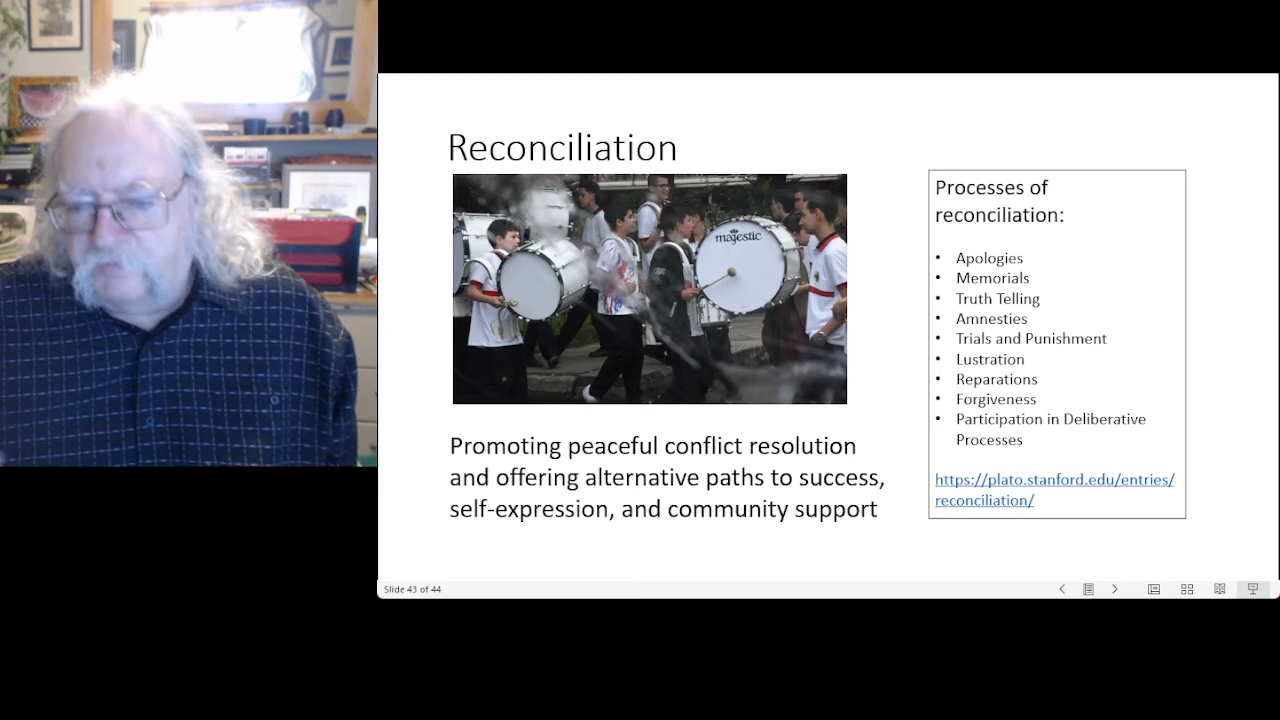 Reconciliation
majestic
Promoting peaceful conflict resolution
and offering alternative paths to success,
self-expression, and community support
Processes of
reconciliation:
• Apologies
• Memorials
• Truth Telling
• Amnesties
• Trials and Punishment
• Lustration
• Reparations
• Forgiveness
• Participation in Deliberative
Processes
https://plato.stanford.edu/entries/
reconciliation/
Slide 43 of 44